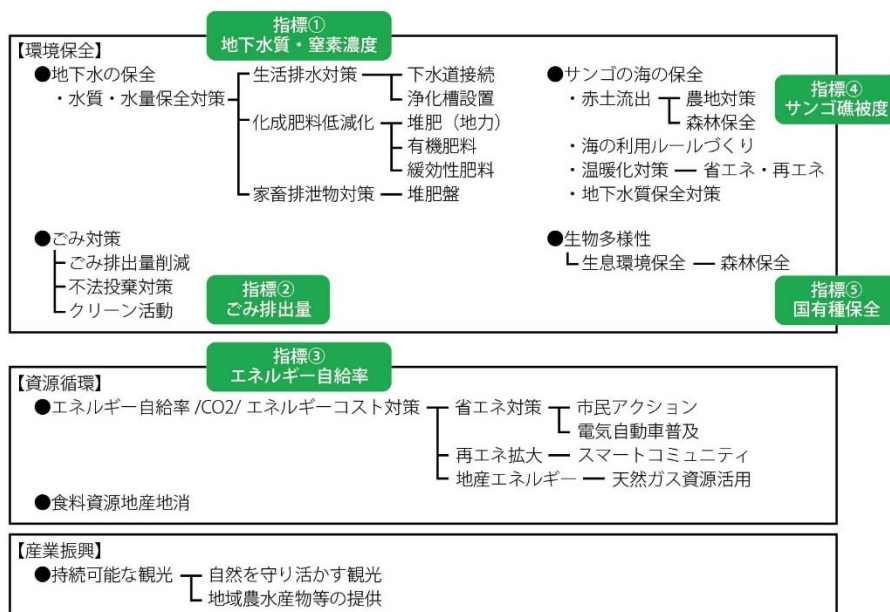 指標①
地下水質・窒素濃度
【環境保全】
●地下水の保全
・水質・水量保全対策
生活排水対策
下水道接続
浄化槽設置
化成肥料低減化
堆肥（地力）
有機肥料
緩効性肥料
家畜排泄物対策
堆肥盤
●サンゴの海の保全
・赤土流出
農地対策
森林保全
・海の利用ルールづくり
・温暖化対策
省エネ・再エネ
・地下水質保全対策
指標④
サンゴ礁被度
●ごみ対策
ごみ排出量削減
不法投棄対策
クリーン活動
指標②
ごみ排出量
●生物多様性
生息環境保全
森林保全
指標⑤
国有種保全
指標③
エネルギー自給率
【資源循環】
●エネルギー自給率/CO2/エネルギーコスト対策
省エネ対策
市民アクション
電気自動車普及
再エネ拡大
スマートコミュニティ
地産エネルギー
天然ガス資源活用
●食料資源地産地消
【産業振興】
●持続可能な観光
自然を守り活かす観光
地域農水産物等の提供